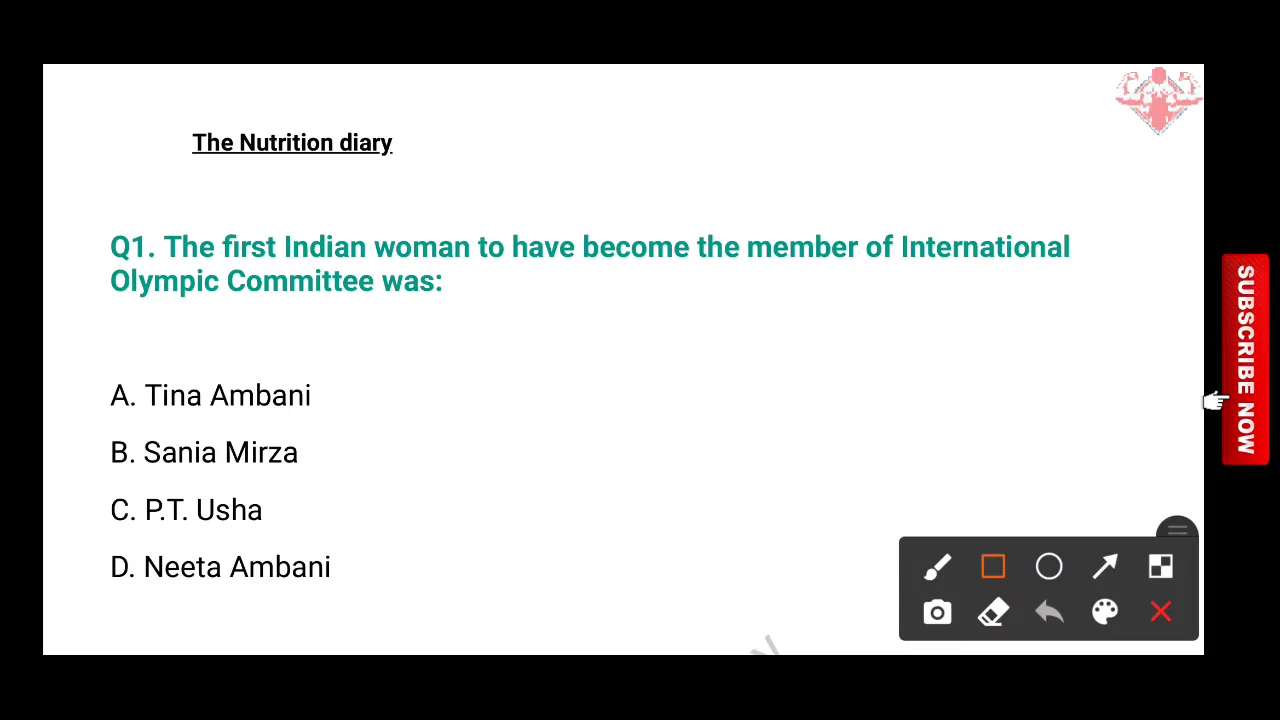 The Nutrition diary
Q1. The first Indian woman to have become the member of International
Olympic Committee was:
A. Tina Ambani
B. Sania Mirza
C. P.T. Usha
D. Neeta Ambani
SUBSCRIBE NOW